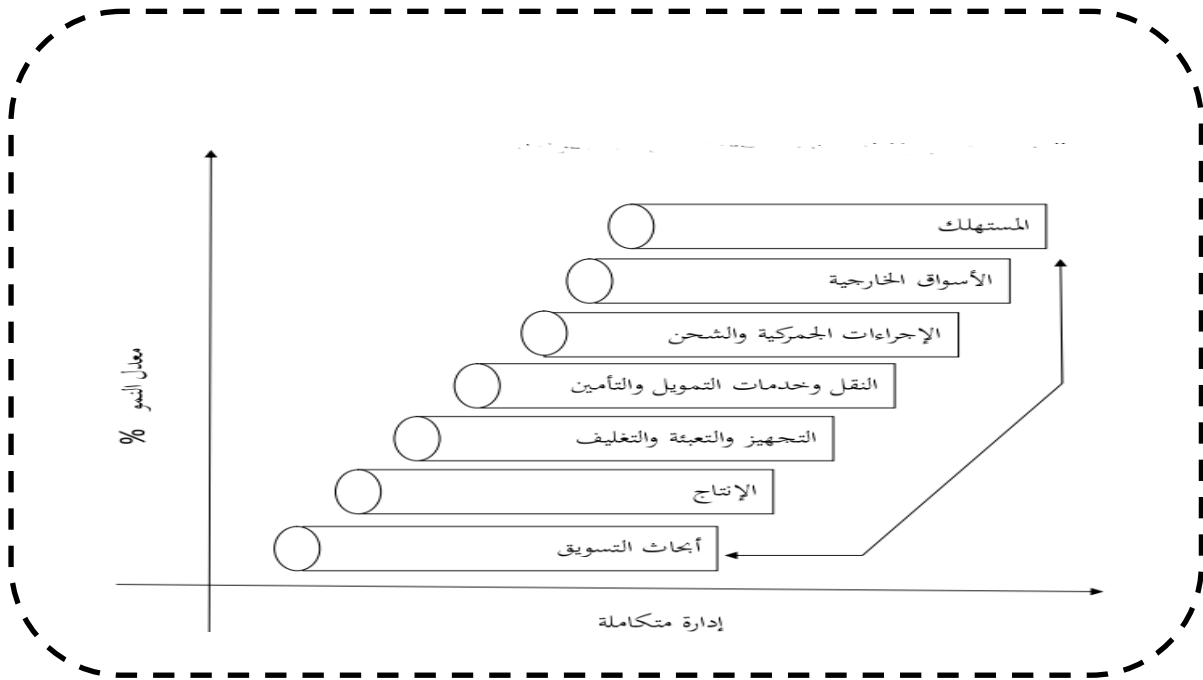 المستهلك
الأسواق الخارجية
الإجراءات الجمركية والشحن
النقل وخدمات التمويل والتأمين
التجهيز والتعبئة والتغليف
الإنتاج
أبحاث التسويق
معدل النمو %
إدارة متكاملة